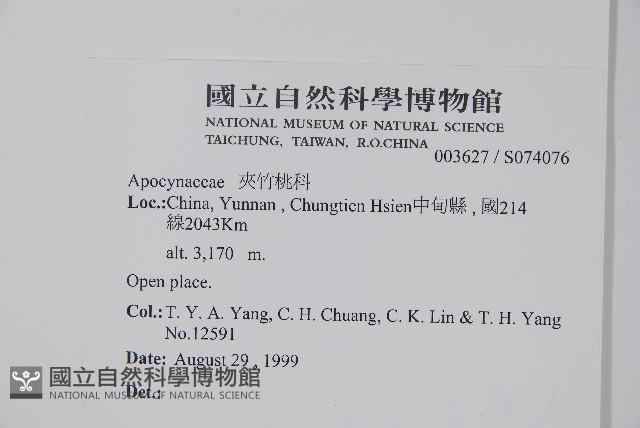 國立自然科學博物館
NATIONAL MUSEUM OF NATURAL SCIENCE
TAICHUNG, TAIWAN, R.O.CHINA
003627 / S074076
Apocynaceae 夾竹桃科
Loc.:China, Yunnan , Chungtien Hsien中甸縣 , 國214
線2043Km
alt. 3,170 m.
Open place.
Col.: T. Y. A. Yang, C. H. Chuang, C. K. Lin & T. H. Yang
No.12591
Date: August 29 , 1999
Det.:
國立自然科學博物館
NATIONAL MUSEUM OF NATURAL SCIENCE